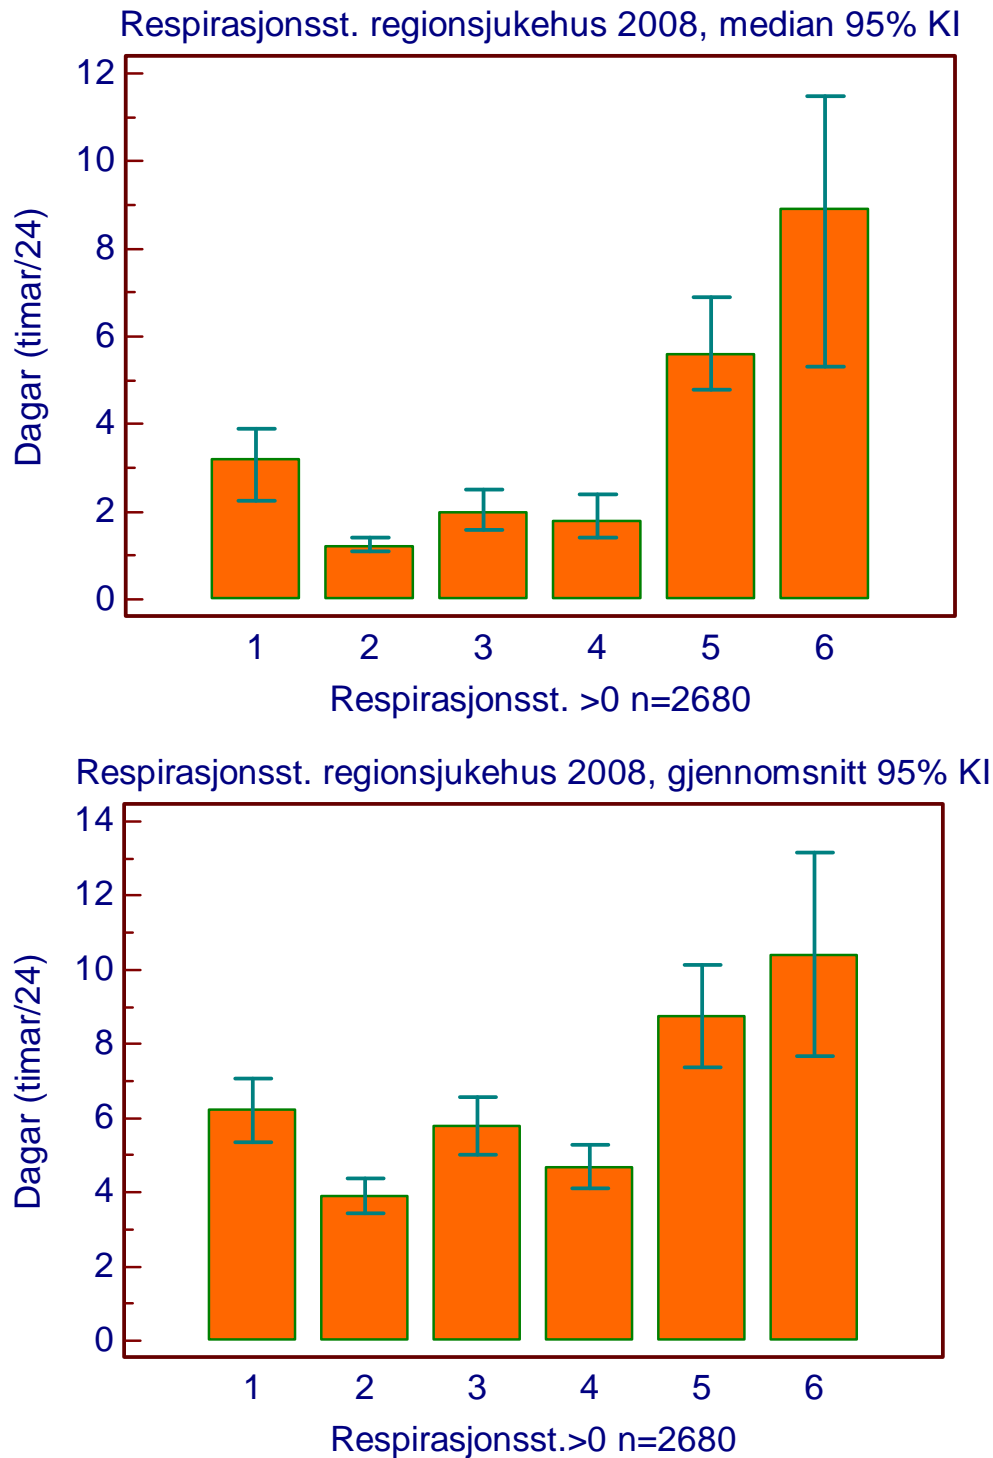 Respirasjonsst. regionsjukehus 2008, median 95% KI
Dagar (timar/24)
12
10
8
6
4
2
0
1 2 3 4 5 6
Respirasjonsst. >0 n=2680
Respirasjonsst. regionsjukehus 2008, gjennomsnitt 95% KI
Dagar (timar/24)
14
12
10
8
6
4
2
0
1 2 3 4 5 6
Respirasjonsst.>0 n=2680